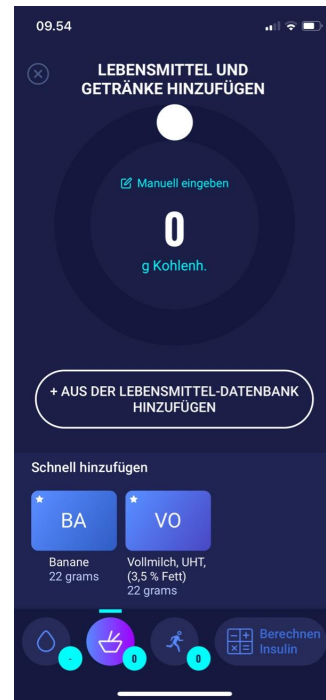 09.54
LEBENSMITTEL UND
GETRÄNKE HINZUFÜGEN
Manuell eingeben
0
g Kohlenh.
+ AUS DER LEBENSMITTEL-DATENBANK
HINZUFÜGEN
Schnell hinzufügen
BA
VO
Banane
22 grams
Vollmilch, UHT,
(3,5 % Fett)
22 grams
-
0
0
Berechnen
Insulin